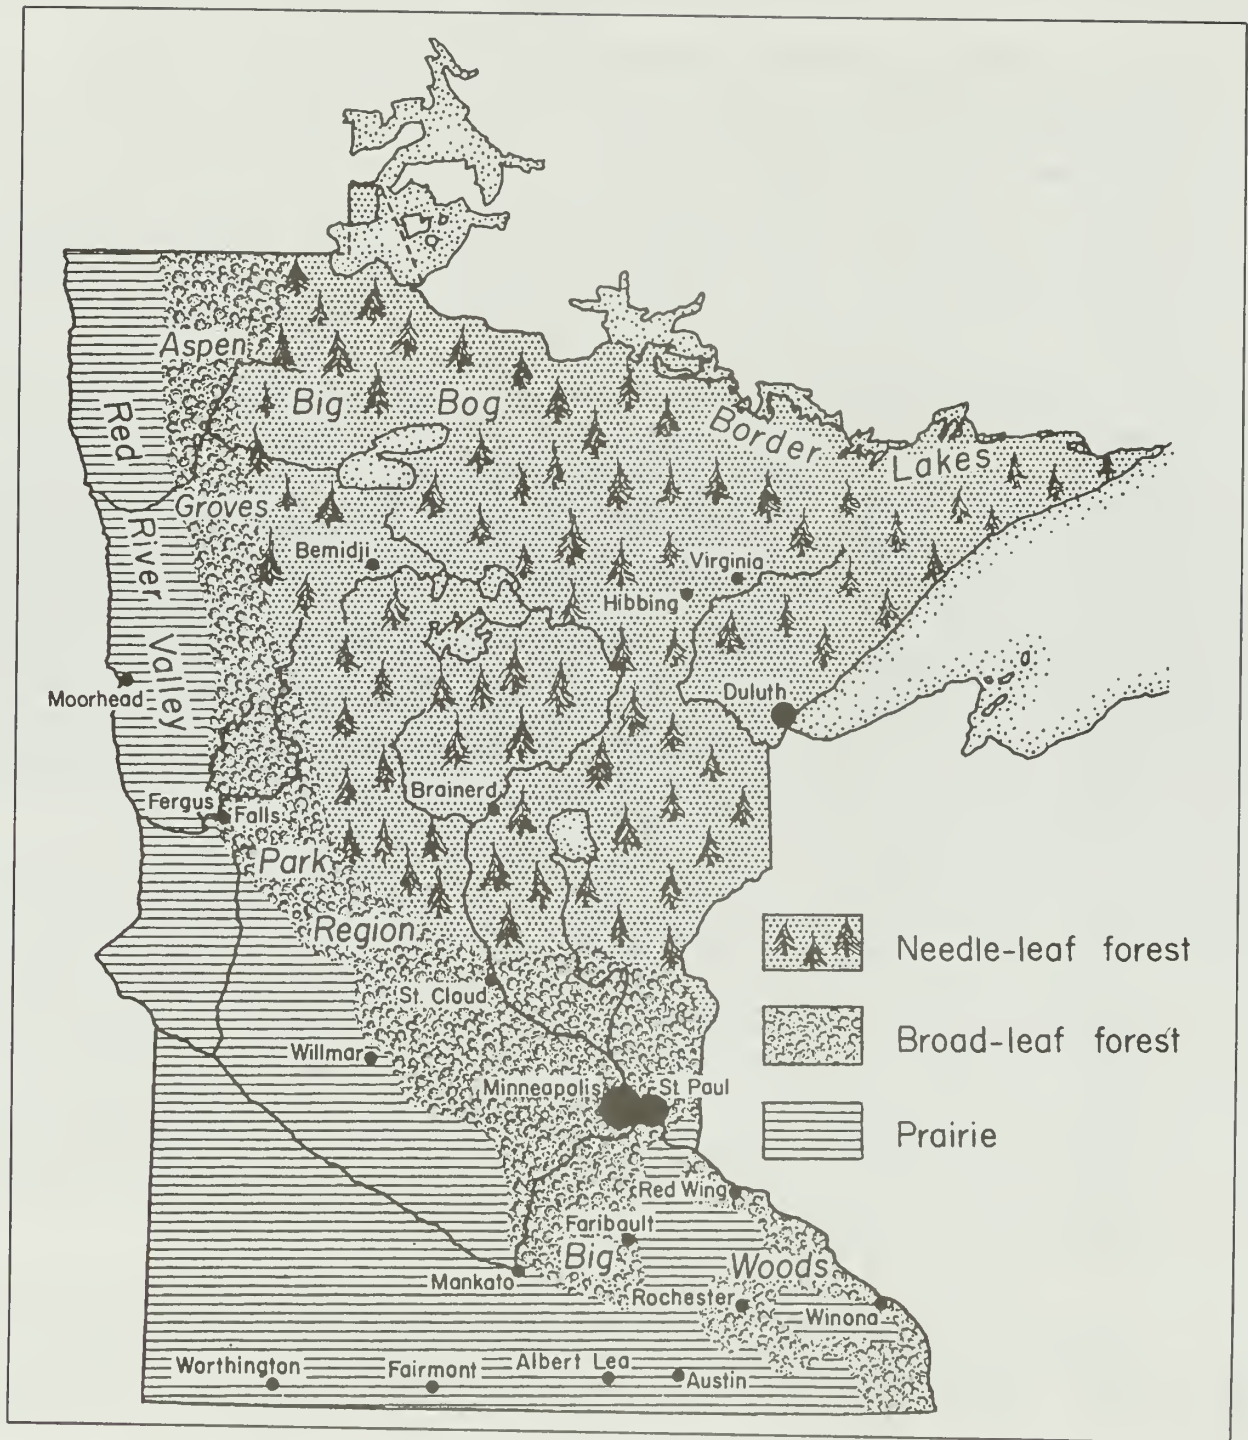 Aspen
Red
Big Bog
Border
Lakes
Groves
River
Bemidji
Virginia
Hibbing
Valley
Moorhead
Duluth
Brainerd
Fergus
Falls
Park
Region
Needle-leaf forest
St. Cloud
Broad-leaf forest
Willmar
Minneapolis
St Paul
Prairie
Red Wing
Faribault
Big
Woods
Mankato
Rochester
Winona
Worthington
Fairmont
Albert Lea
Austin